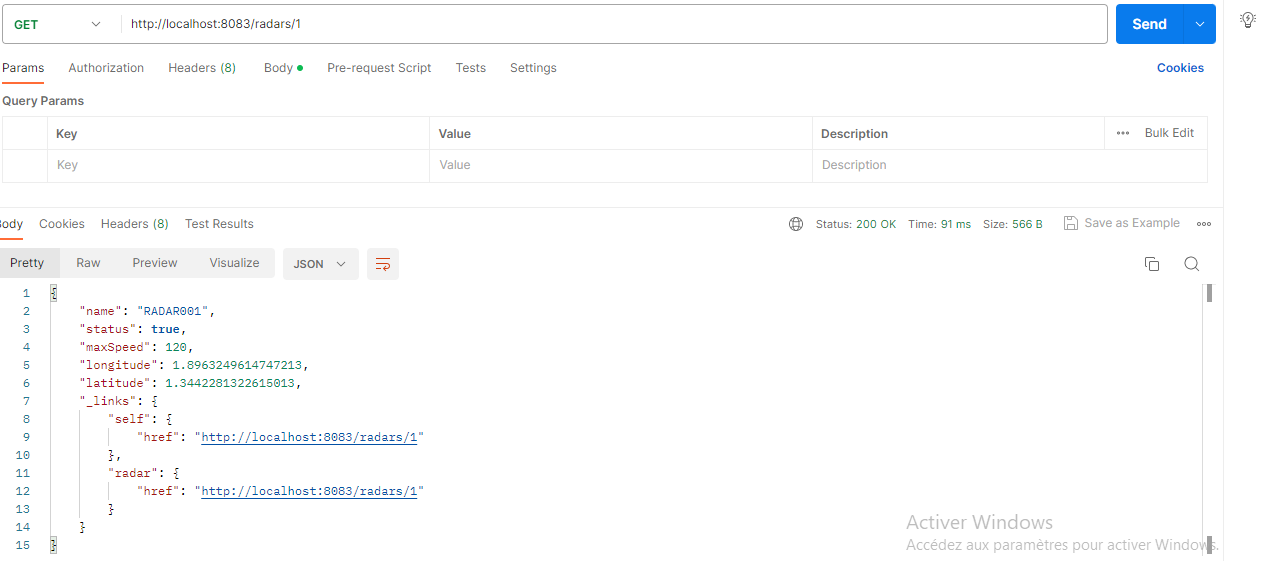 GET http://localhost:8083/radars/1 Send
Params Authorization Headers (8) Body Pre-request Script Tests Settings Cookies
Query Params
Key Value Description Bulk Edit
Key Value Description
Body Cookies Headers (8) Test Results Status: 200 OK Time: 91 ms Size: 566 B Save as Example
Pretty Raw Preview Visualize JSON
1 {
2 "name": "RADAR001",
3 "status": true,
4 "maxSpeed": 120,
5 "longitude": 1.8963249614747213,
6 "latitude": 1.3442281322615013,
7 "_links": {
8 "self": {
9 "href": "http://localhost:8083/radars/1"
10 },
11 "radar": {
12 "href": "http://localhost:8083/radars/1"
13 }
14 }
15 }
Activer Windows
Accédez aux paramètres pour activer Windows.